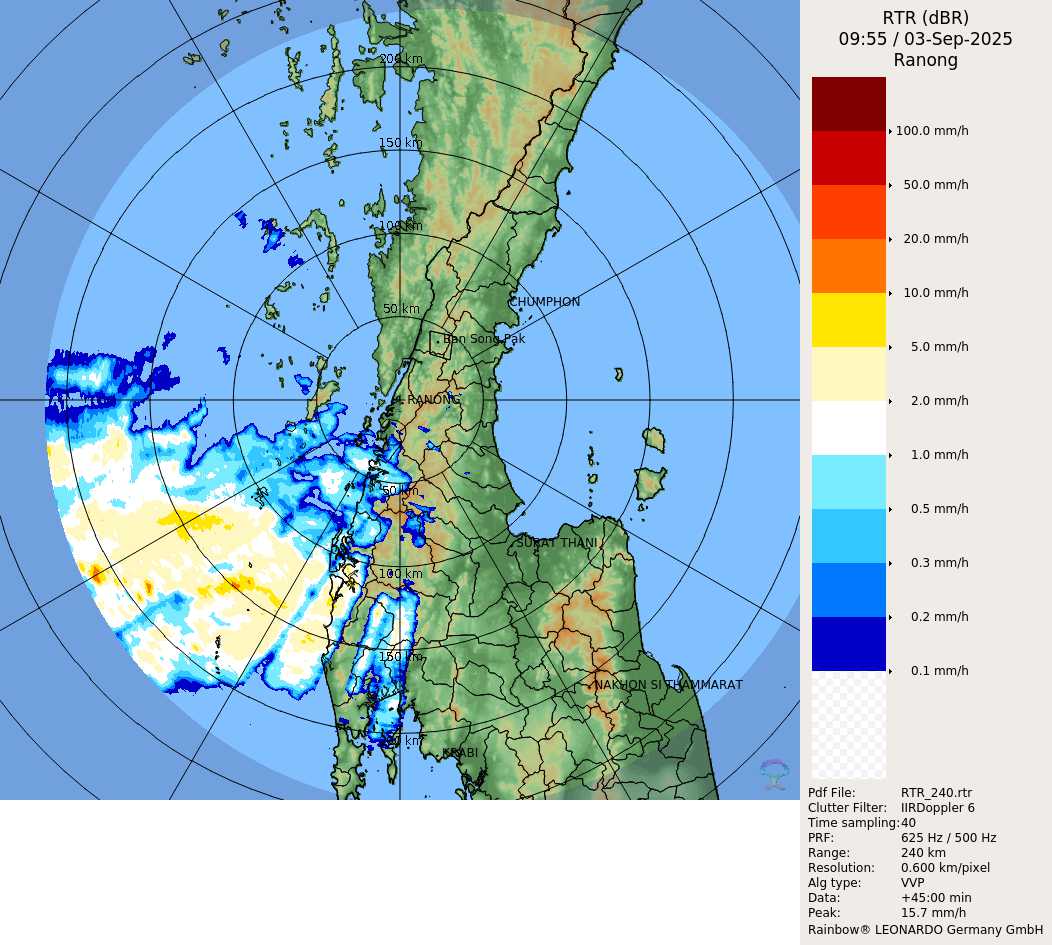 RTR (dBR)
09:55 / 03-Sep-2025
Ranong
100.0 mm/h
50.0 mm/h
20.0 mm/h
10.0 mm/h
5.0 mm/h
2.0 mm/h
1.0 mm/h
0.5 mm/h
0.3 mm/h
0.2 mm/h
0.1 mm/h
200 km
150 km
100 km
CHUMPHON
50 km
Ban Song Pak
RANONG
50 km
SURAT THANI
100 km
150 km
NAKHON SI THAMMARAT
KRABI
Pdf File: RTR_240.rtr
Clutter Filter: IIRDoppler 6
Time sampling:40
PRF: 625 Hz / 500 Hz
Range: 240 km
Resolution: 0.600 km/pixel
Alg type: VVP
Data: +45:00 min
Peak: 15.7 mm/h
Rainbow® LEONARDO Germany GmbH